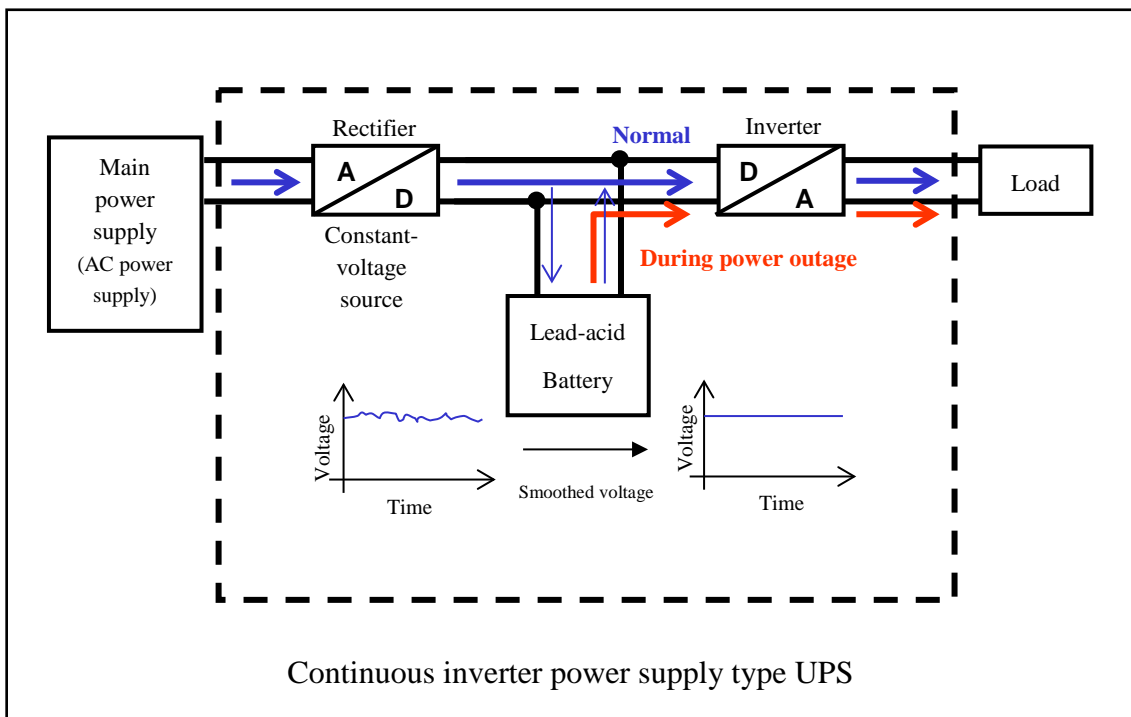 Main
power
supply
(AC power
supply)
Rectifier
A
D
Constant-
voltage
source
Normal
Inverter
D
A
Load
During power outage
Lead-acid
Battery
Voltage
Time
Smoothed voltage
Voltage
Time
Continuous inverter power supply type UPS